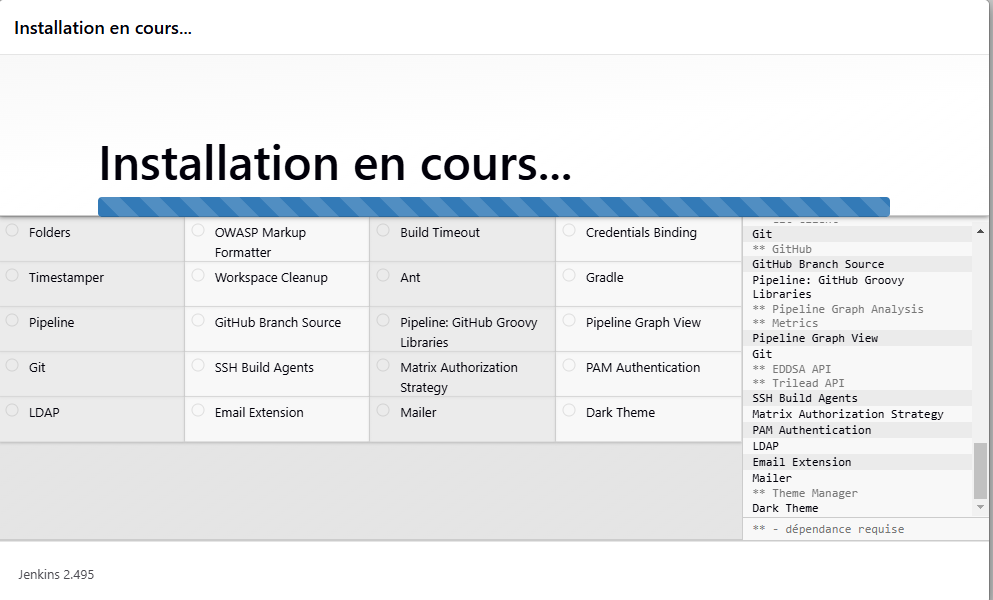 Installation en cours...
Installation en cours...
Folders
OWASP Markup
Formatter
Build Timeout
Credentials Binding
Timestamper
Workspace Cleanup
Ant
Gradle
Pipeline
GitHub Branch Source
Pipeline: GitHub Groovy
Libraries
Pipeline Graph View
Git
SSH Build Agents
Matrix Authorization
Strategy
PAM Authentication
LDAP
Email Extension
Mailer
Dark Theme
Git
** GitHub
GitHub Branch Source
Pipeline: GitHub Groovy
Libraries
** Pipeline Graph Analysis
** Metrics
Pipeline Graph View
Git
** EDDSA API
** Trilead API
SSH Build Agents
Matrix Authorization Strategy
PAM Authentication
LDAP
Email Extension
Mailer
** Theme Manager
Dark Theme
** - dépendance requise
Jenkins 2.495